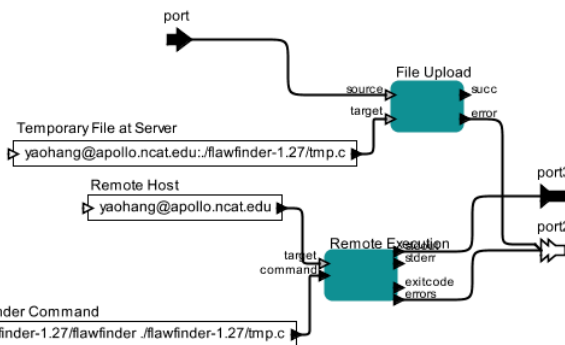 port
File Upload
source
succ
target
error
Temporary File at Server
yaohang@apollo.ncat.edu:./flawfinder-1.27/tmp.c
Remote Host
port3
yaohang@apollo.ncat.edu
port2
Remote Execution
target
stderr
command
exitcode
errors
nder Command
finder-1.27/flawfinder ./flawfinder-1.27/tmp.c